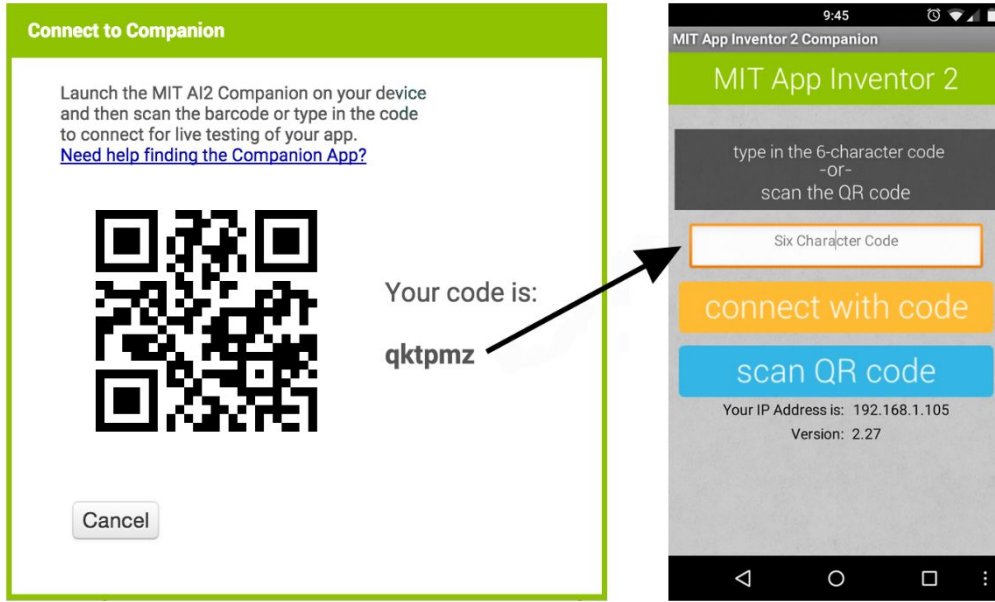 Connect to Companion
Launch the MIT AI2 Companion on your device
and then scan the barcode or type in the code
to connect for live testing of your app.
Need help finding the Companion App?
Your code is:
qktpmz
Cancel
9:45
MIT App Inventor 2 Companion
MIT App Inventor 2
type in the 6-character code
-or-
scan the QR code
Six Character Code
connect with code
scan QR code
Your IP Address is: 192.168.1.105
Version: 2.27